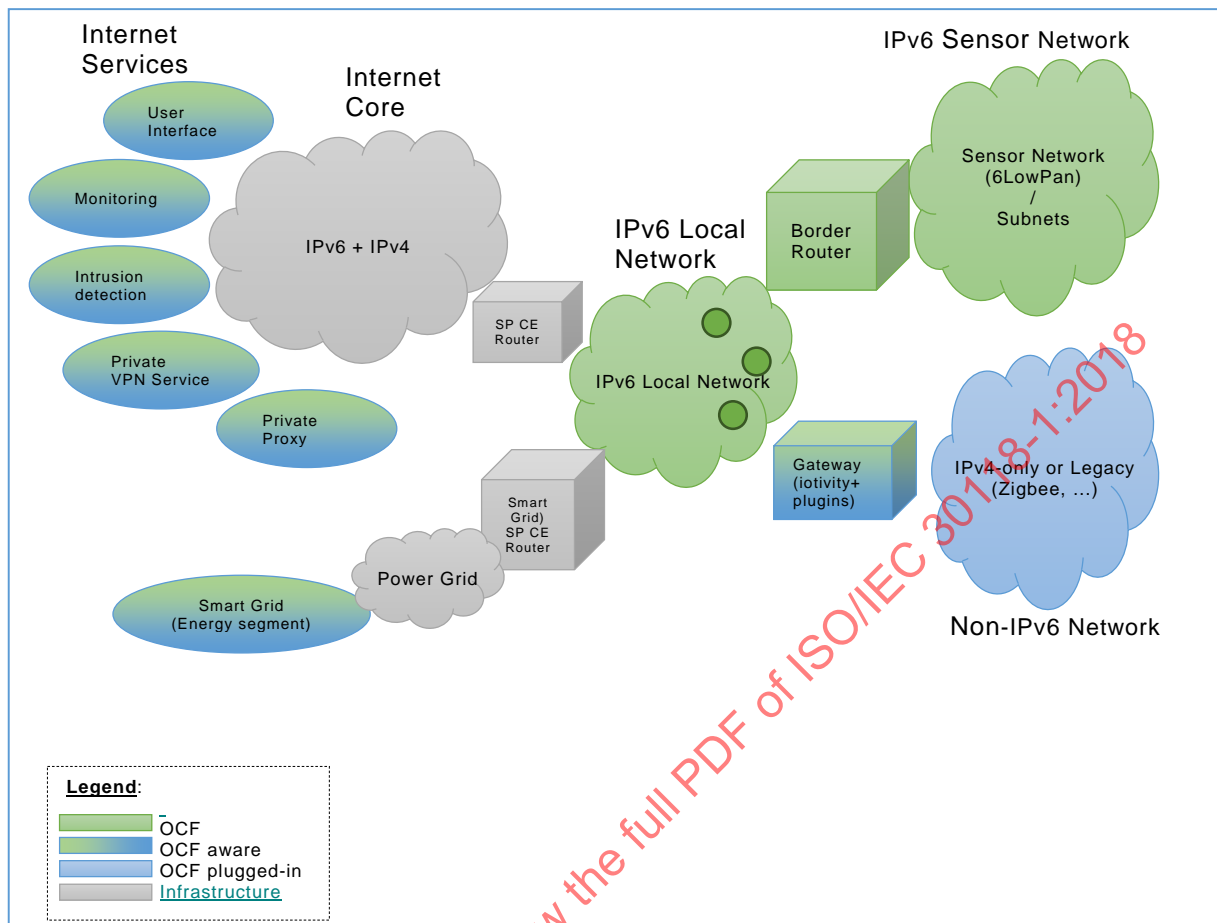 Internet
Services
Internet
Core
IPv6 Sensor Network
User
Interface
Monitoring
Intrusion
detection
Private
VPN Service
Private
Proxy
IPv6 + IPv4
SP CE
Router
IPv6 Local
Network
IPv6 Local Network
Border
Router
Sensor Network
(6LowPan)
/
Subnets
Gateway
(iotivity+
plugins)
IPv4-only or Legacy
(Zigbee, ...)
Non-IPv6 Network
Smart
Grid)
SP CE
Router
Power Grid
Smart Grid
(Energy segment)
Legend:
OCF
OCF aware
OCF plugged-in
Infrastructure
w the full PDF of ISO/IEC 30118-1:2018